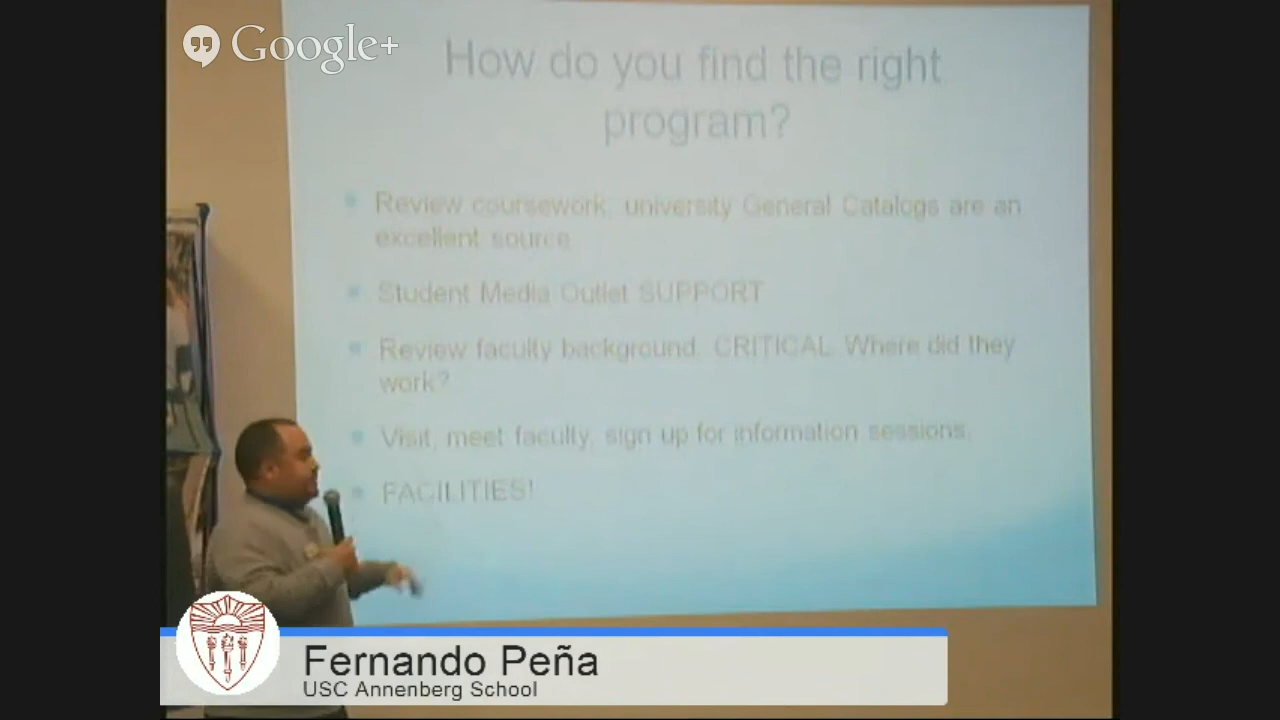 Google+
How do you find the right
program?
Review coursework, university General Catalogs are an
excellent source.
Student Media Outlet SUPPORT
Review faculty background. CRITICAL. Where did they
work?
Visit, meet faculty, sign up for information sessions.
FACILITIES!
Fernando Peña
USC Annenberg School